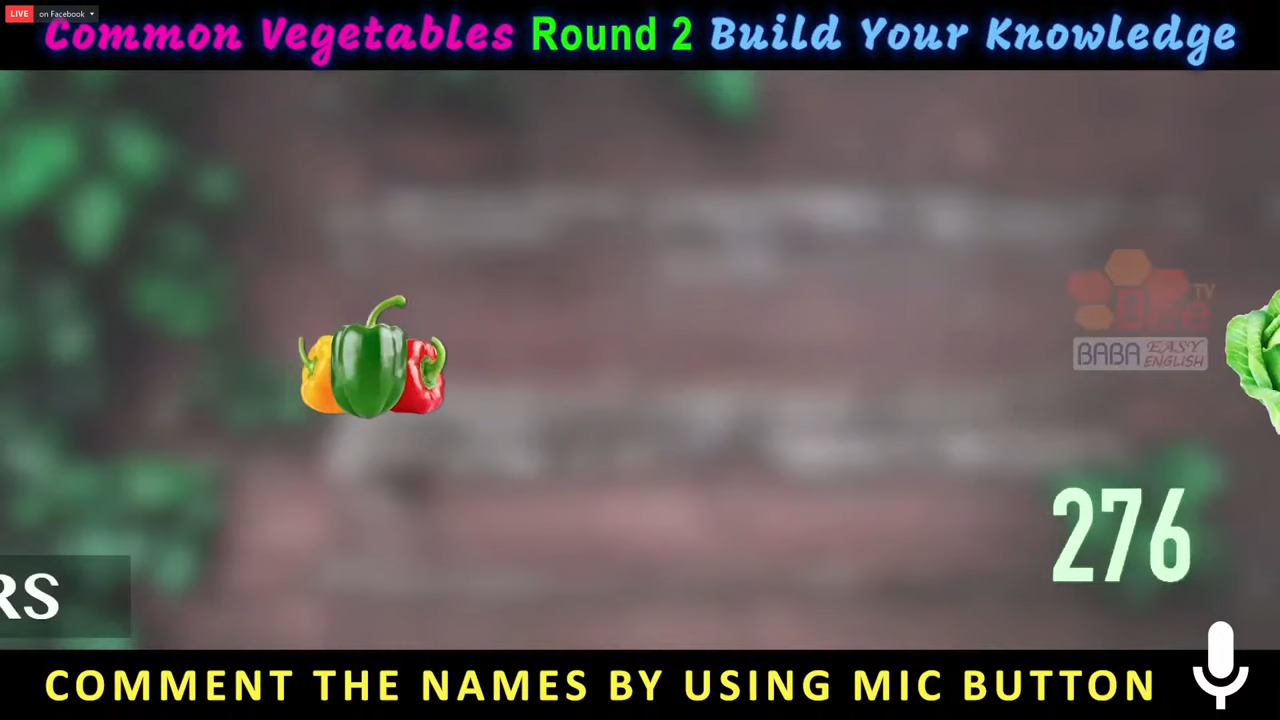 LIVE on Facebook
Common Vegetables Round 2 Build Your Knowledge
Bee TV
BABA EASY ENGLISH
276
RS
COMMENT THE NAMES BY USING MIC BUTTON